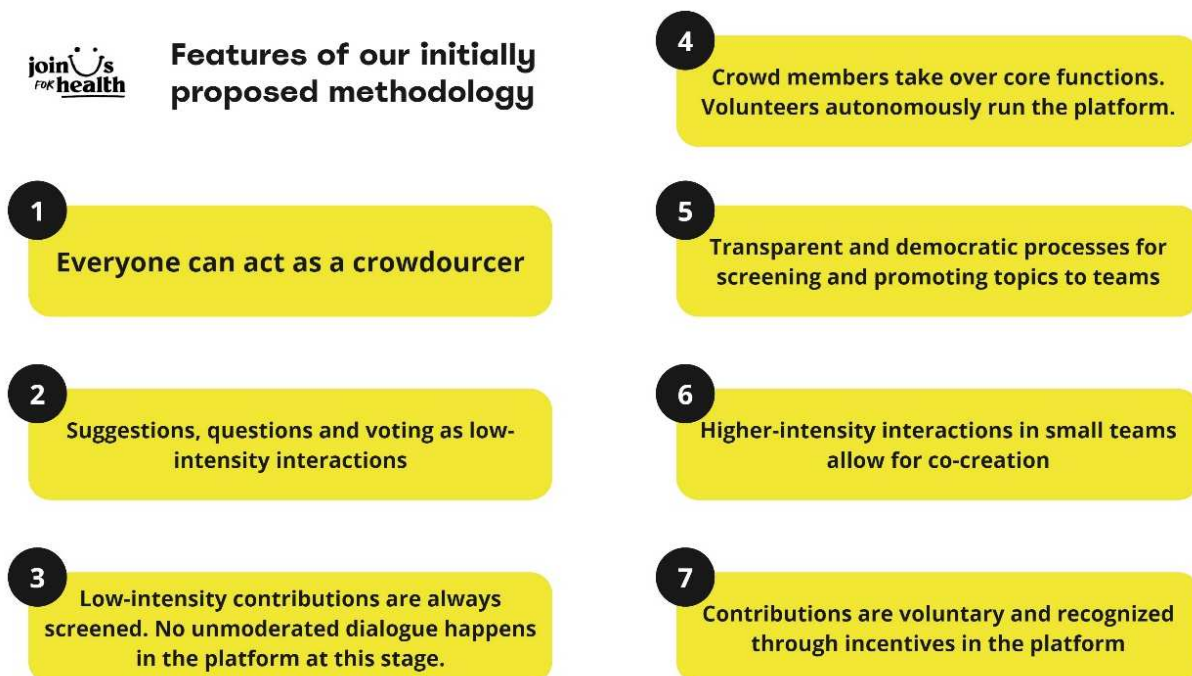 join us
FOR health
Features of our initially
proposed methodology
1
Everyone can act as a crowdourcer
2
Suggestions, questions and voting as low-
intensity interactions
3
Low-intensity contributions are always
screened. No unmoderated dialogue happens
in the platform at this stage.
4
Crowd members take over core functions.
Volunteers autonomously run the platform.
5
Transparent and democratic processes for
screening and promoting topics to teams
6
Higher-intensity interactions in small teams
allow for co-creation
7
Contributions are voluntary and recognized
through incentives in the platform